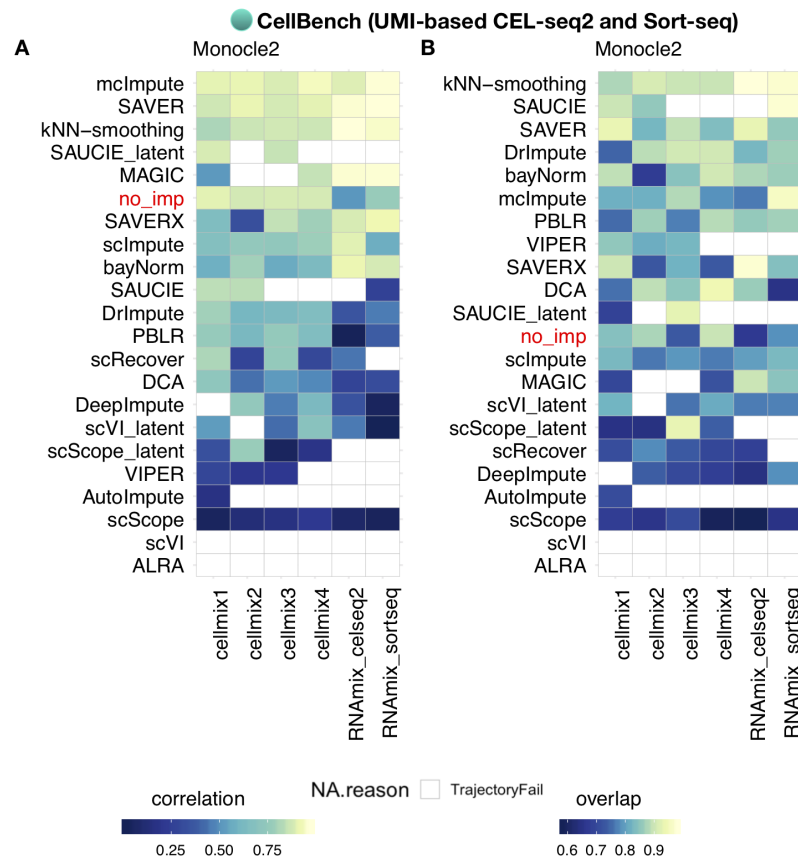 CellBench (UMI-based CEL-seq2 and Sort-seq)
A
Monocle2
mcImpute
SAVER
kNN−smoothing
SAUCIE_latent
MAGIC
no_imp
SAVERX
scImpute
bayNorm
SAUCIE
DrImpute
PBLR
scRecover
DCA
DeepImpute
scVI_latent
scScope_latent
VIPER
AutoImpute
scScope
scVI
ALRA
cellmix1
cellmix2
cellmix3
cellmix4
RNAmix_celseq2
RNAmix_sortseq
B
Monocle2
kNN−smoothing
SAUCIE
SAVER
DrImpute
bayNorm
mcImpute
PBLR
VIPER
SAVERX
DCA
SAUCIE_latent
no_imp
scImpute
MAGIC
scVI_latent
scScope_latent
scRecover
DeepImpute
AutoImpute
scScope
scVI
ALRA
cellmix1
cellmix2
cellmix3
cellmix4
RNAmix_celseq2
RNAmix_sortseq
correlation
0.25 0.50 0.75
NA.reason
TrajectoryFail
overlap
0.6 0.7 0.8 0.9